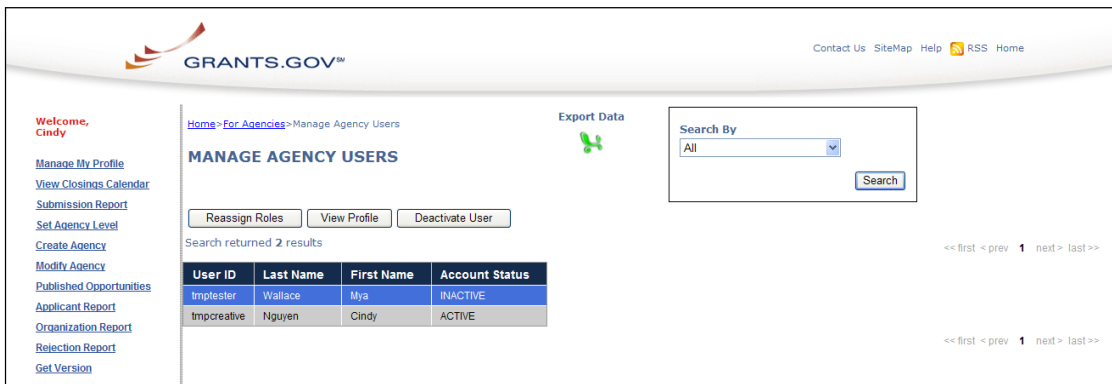 GRANTS.GOV℠
Contact Us SiteMap Help RSS Home
Welcome,
Cindy
Manage My Profile
View Closings Calendar
Submission Report
Set Agency Level
Create Agency
Modify Agency
Published Opportunities
Applicant Report
Organization Report
Rejection Report
Get Version
Home>For Agencies>Manage Agency Users
MANAGE AGENCY USERS
Export Data
Search By
All
Search
Reassign Roles View Profile Deactivate User
Search returned 2 results
<< first < prev 1 next > last >>
User ID Last Name First Name Account Status
tmptester Wallace Mya INACTIVE
tmpcreative Nguyen Cindy ACTIVE
<< first < prev 1 next > last >>